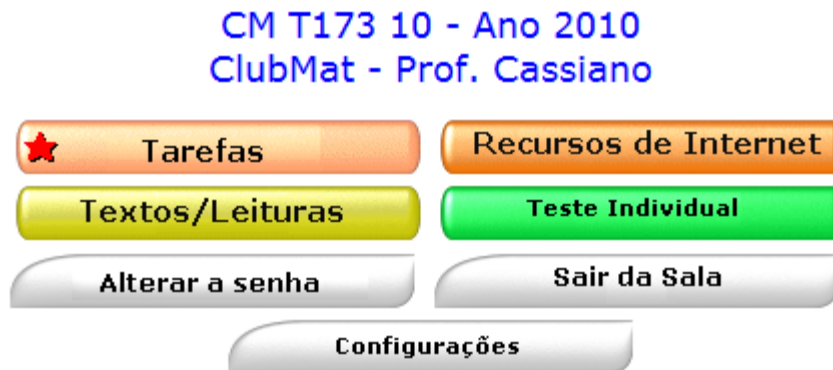 CM T173 10 - Ano 2010
ClubMat - Prof. Cassiano
Tarefas
Recursos de Internet
Textos/Leituras
Teste Individual
Alterar a senha
Sair da Sala
Configurações